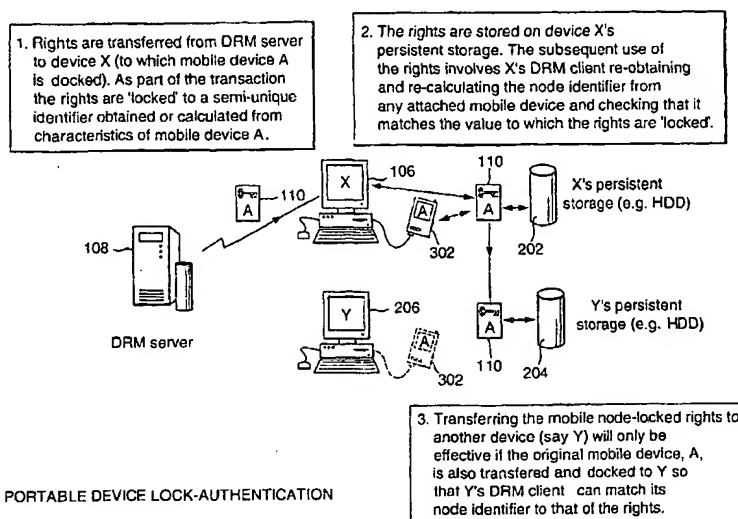 1. Rights are transferred from DRM server
to device X (to which mobile device A
is docked). As part of the transaction
the rights are 'locked' to a semi-unique
identifier obtained or calculated from
characteristics of mobile device A.
2. The rights are stored on device X's
persistent storage. The subsequent use of
the rights involves X's DRM client re-obtaining
and re-calculating the node identifier from
any attached mobile device and checking that it
matches the value to which the rights are 'locked'.
108
DRM server
A
110
X
106
A
302
110
A
X's persistent
storage (e.g. HDD)
202
Y
206
A
302
A
110
Y's persistent
storage (e.g. HDD)
204
3. Transferring the mobile node-locked rights to
another device (say Y) will only be
effective if the original mobile device, A,
is also transfered and docked to Y so
that Y's DRM client can match its
node identifier to that of the rights.
PORTABLE DEVICE LOCK-AUTHENTICATION